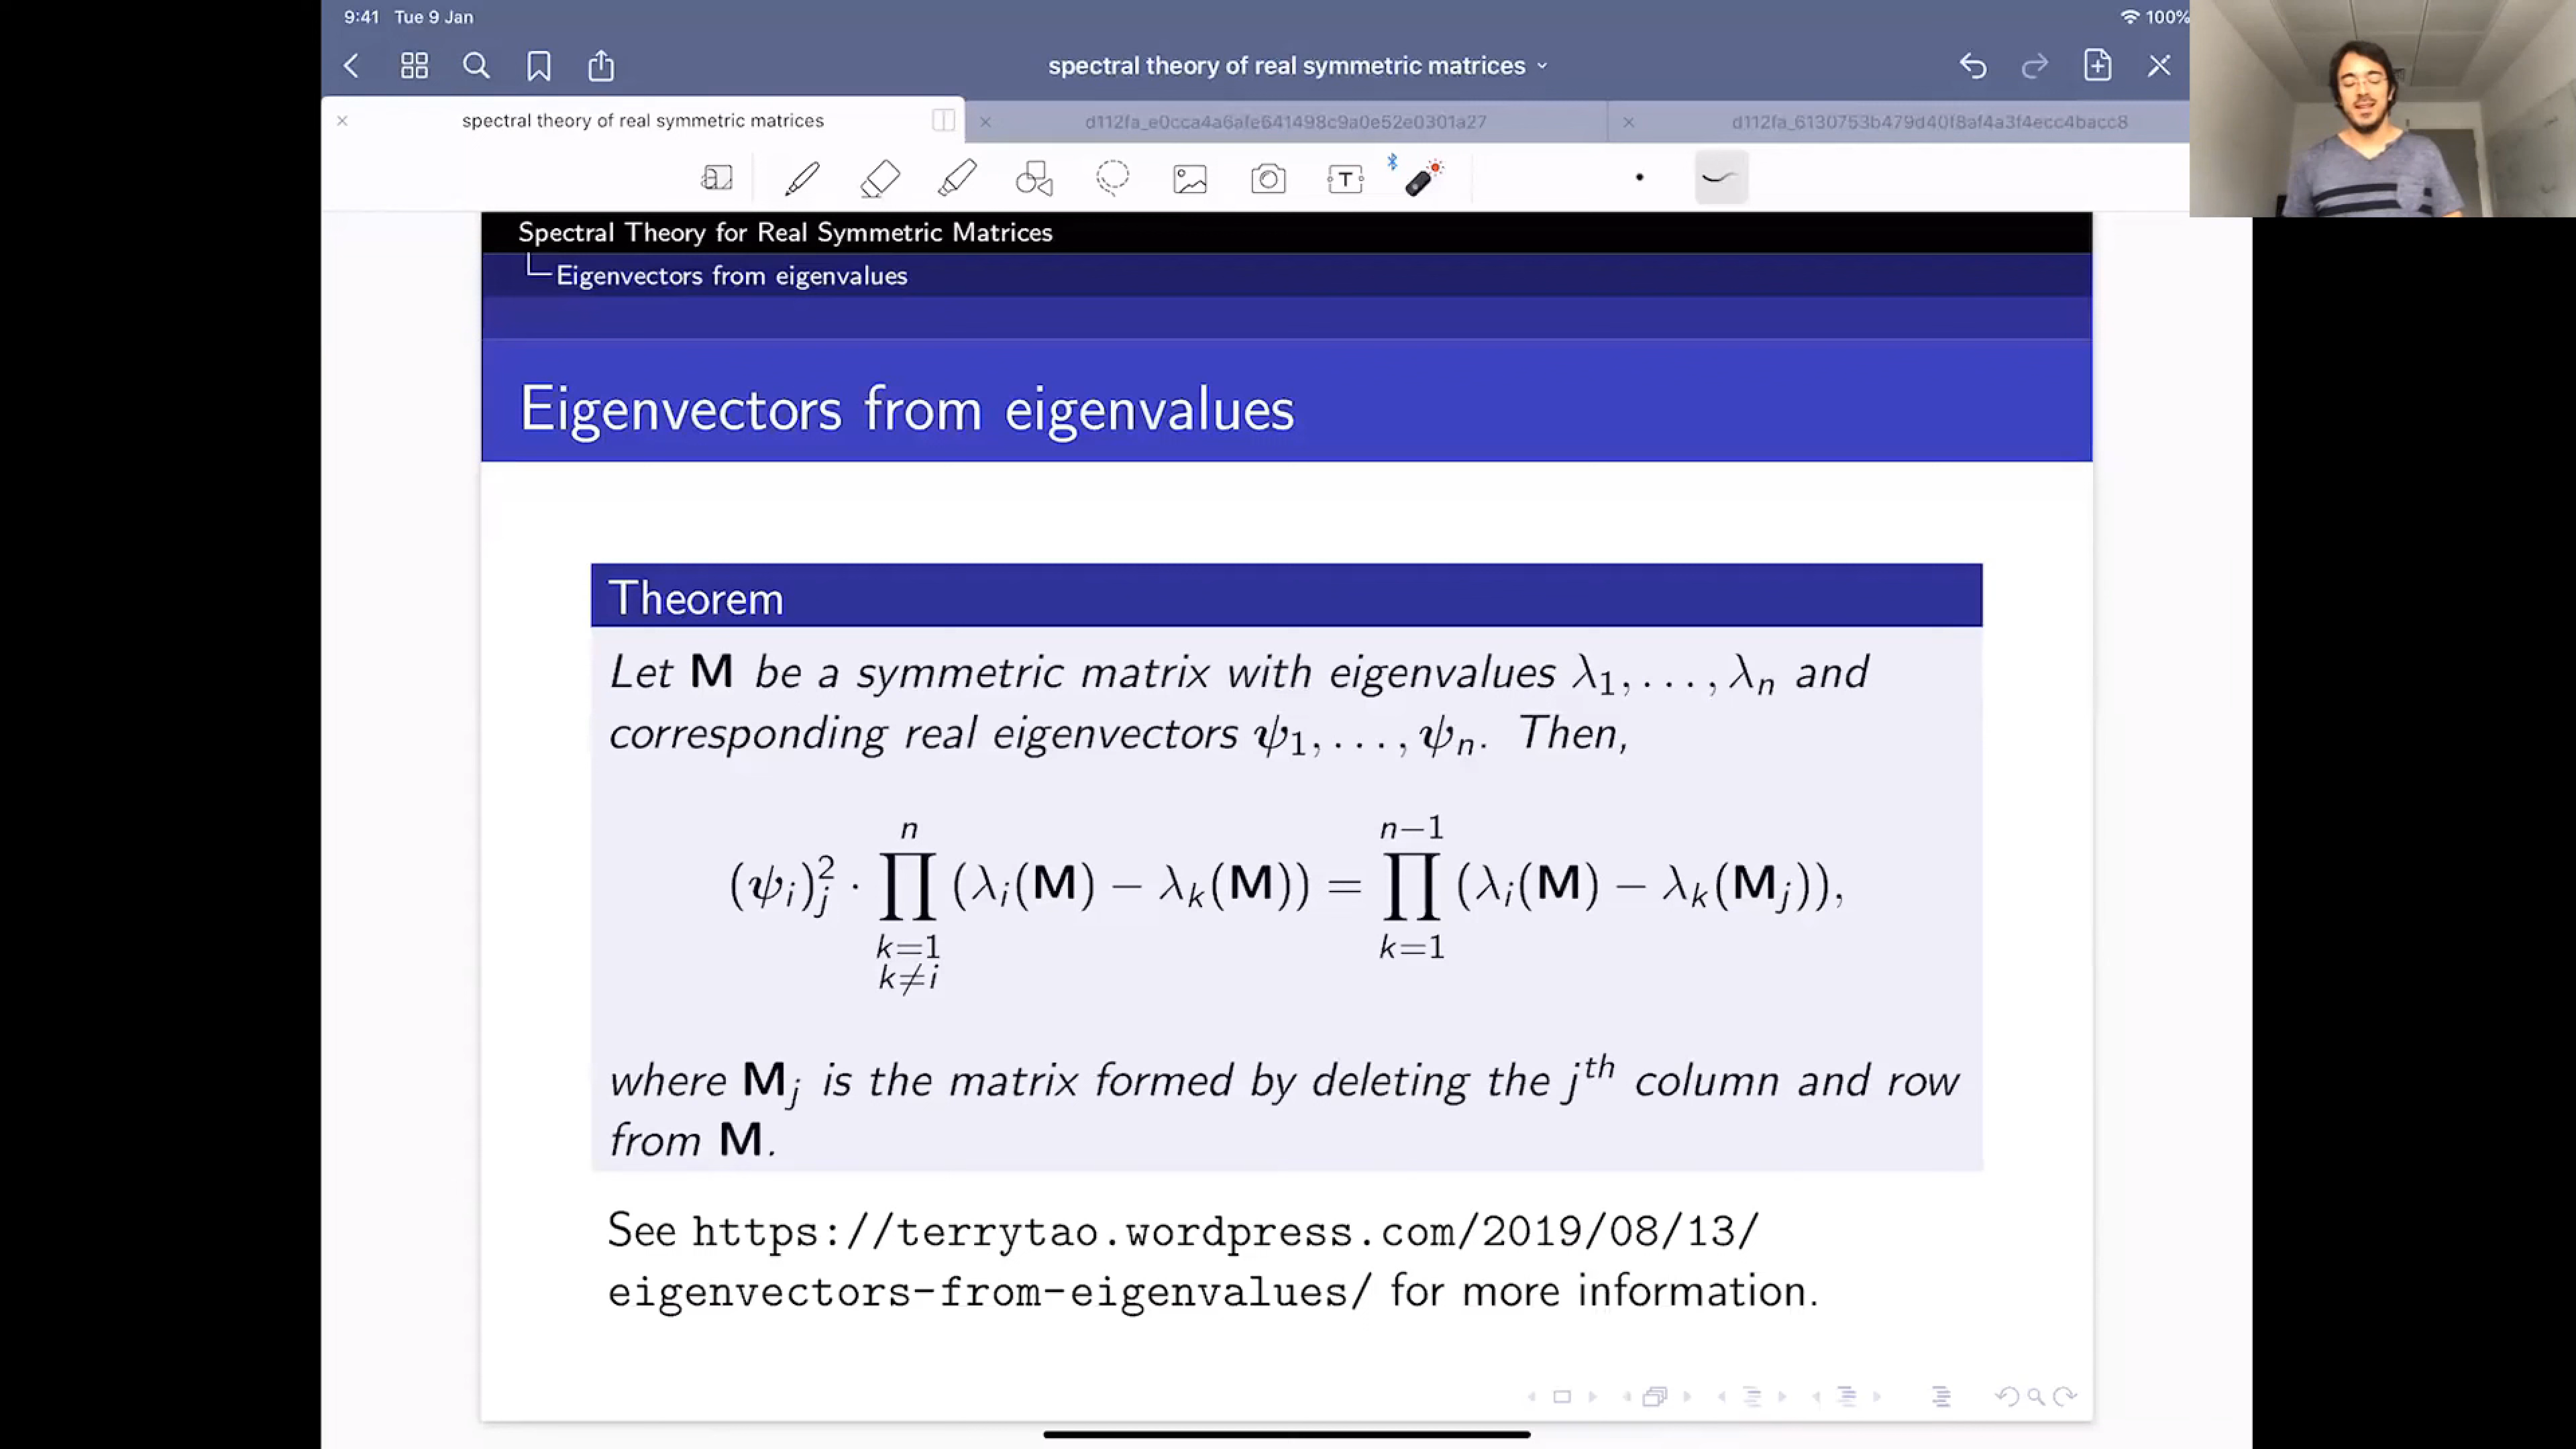 9:41 Tue 9 Jan
100%
spectral theory of real symmetric matrices
spectral theory of real symmetric matrices
d112fa_e0cca4a6afe641498c9a0e52e0301a27
d112fa_6130753b479d40f8af4a3f4ecc4bacc8
Spectral Theory for Real Symmetric Matrices
Eigenvectors from eigenvalues
Eigenvectors from eigenvalues
Theorem
Let M be a symmetric matrix with eigenvalues λ₁, . . . , λₙ and
corresponding real eigenvectors ψ₁, . . . , ψₙ. Then,
(ψᵢ)ⱼ² · ∏_{k=1, k≠i}^{n} (λᵢ(M) − λₖ(M)) = ∏_{k=1}^{n−1} (λᵢ(M) − λₖ(Mⱼ)),
where Mⱼ is the matrix formed by deleting the jᵗʰ column and row
from M.
See https://terrytao.wordpress.com/2019/08/13/
eigenvectors-from-eigenvalues/ for more information.